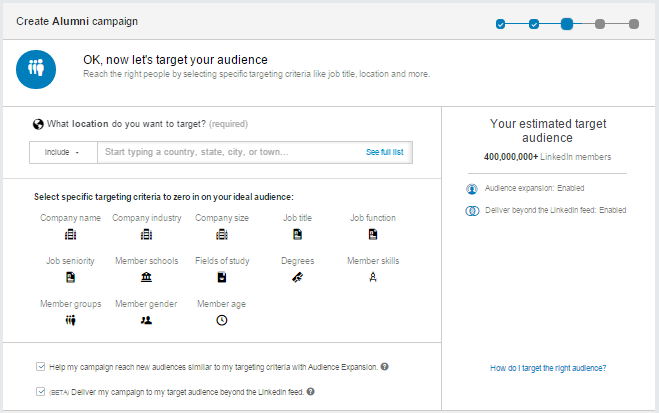 Create Alumni campaign
OK, now let's target your audience
Reach the right people by selecting specific targeting criteria like job title, location and more.
What location do you want to target? (required)
Include
Start typing a country, state, city, or town...
See full list
Select specific targeting criteria to zero in on your ideal audience:
Company name
Company industry
Company size
Job title
Job function
Job seniority
Member schools
Fields of study
Degrees
Member skills
Member groups
Member gender
Member age
Help my campaign reach new audiences similar to my targeting criteria with Audience Expansion.
(BETA) Deliver my campaign to my target audience beyond the LinkedIn feed.
Your estimated target
audience
400,000,000+ LinkedIn members
Audience expansion: Enabled
Deliver beyond the LinkedIn feed: Enabled
How do I target the right audience?